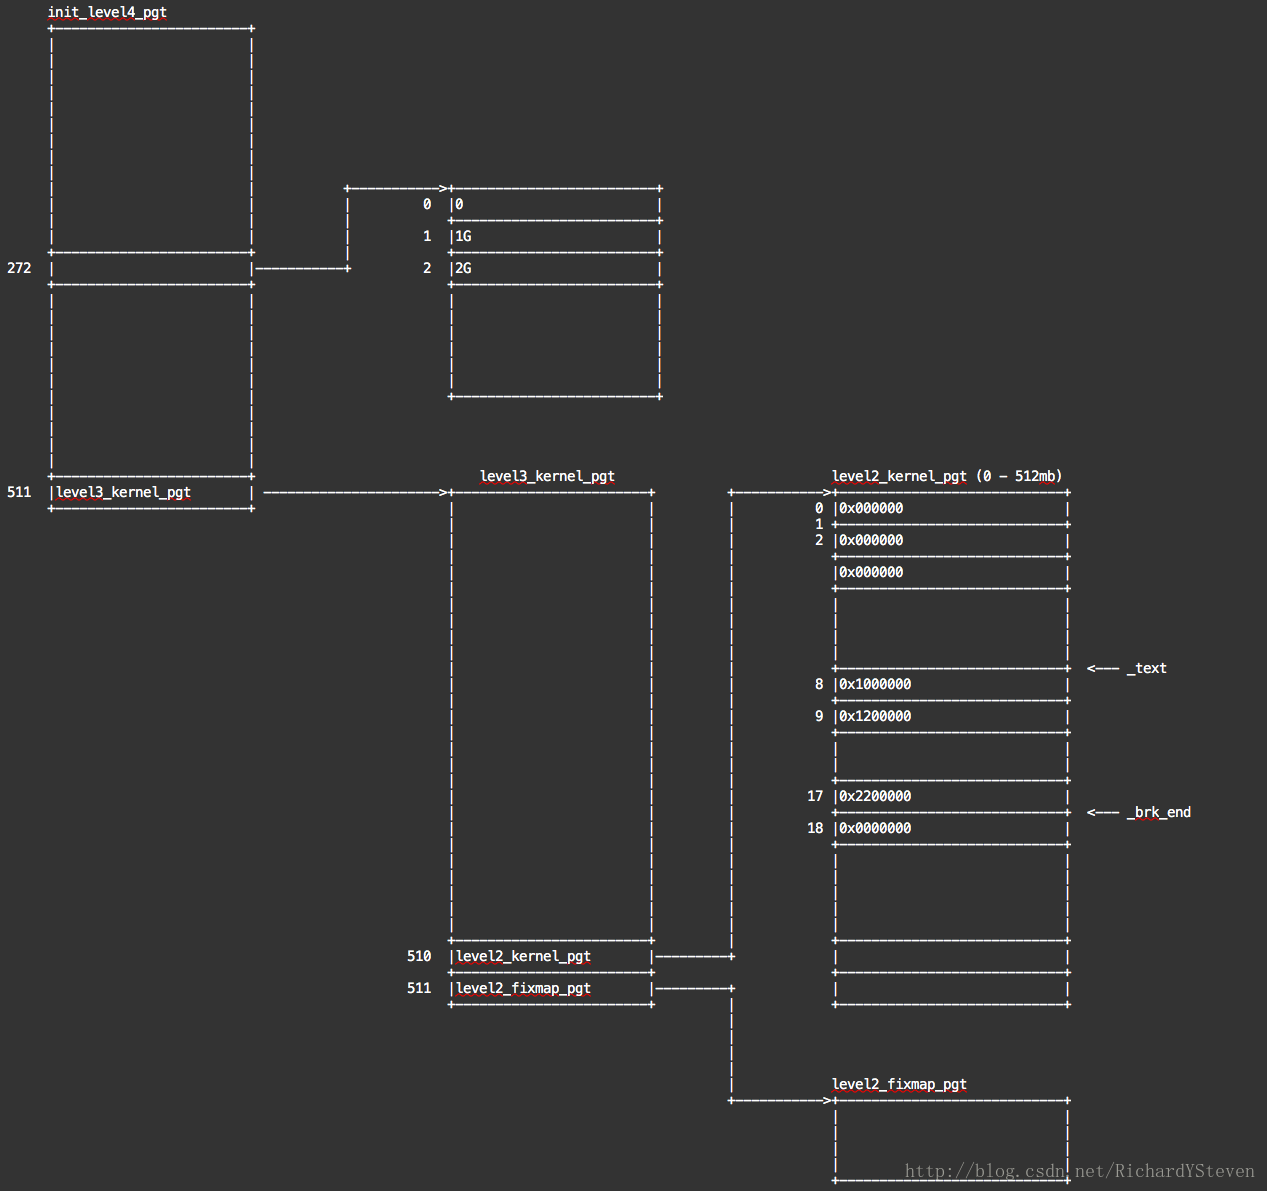 init_level4_pgt
0 0
1 1G
272 2 2G
level3_kernel_pgt level2_kernel_pgt (0 - 512mb)
511 level3_kernel_pgt
0 0x000000
1
2 0x000000
0x000000
<--- _text
8 0x1000000
9 0x1200000
17 0x2200000
<--- _brk_end
18 0x0000000
510 level2_kernel_pgt
511 level2_fixmap_pgt
level2_fixmap_pgt
http://blog.csdn.net/RichardYSteven